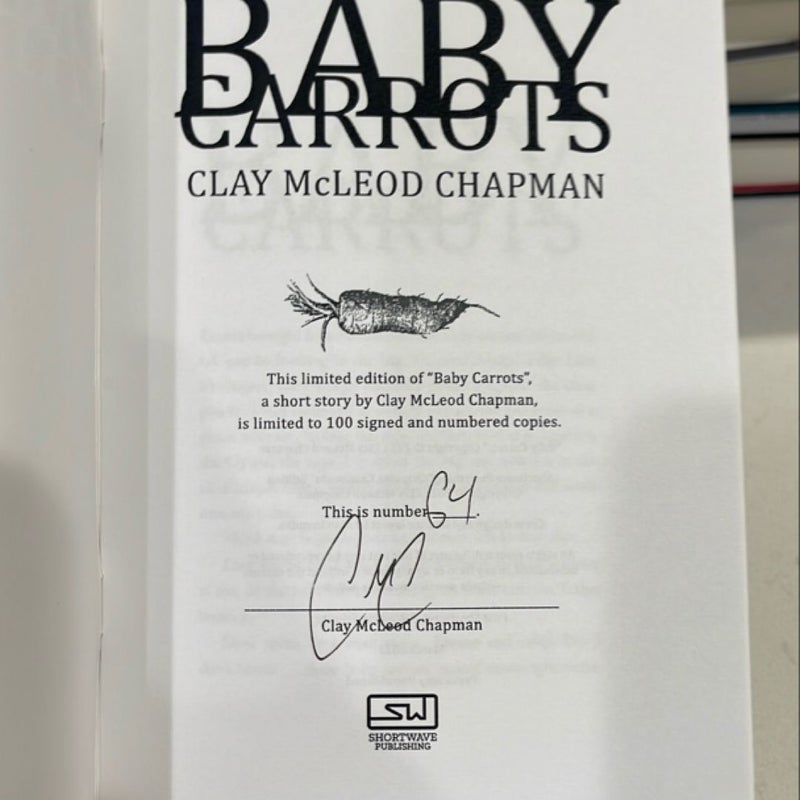 BABY
CARROTS
CLAY McLEOD CHAPMAN
This limited edition of “Baby Carrots”,
a short story by Clay McLeod Chapman,
is limited to 100 signed and numbered copies.
This is number 64.
CMC
Clay McLeod Chapman
SW
SHORTWAVE
PUBLISHING